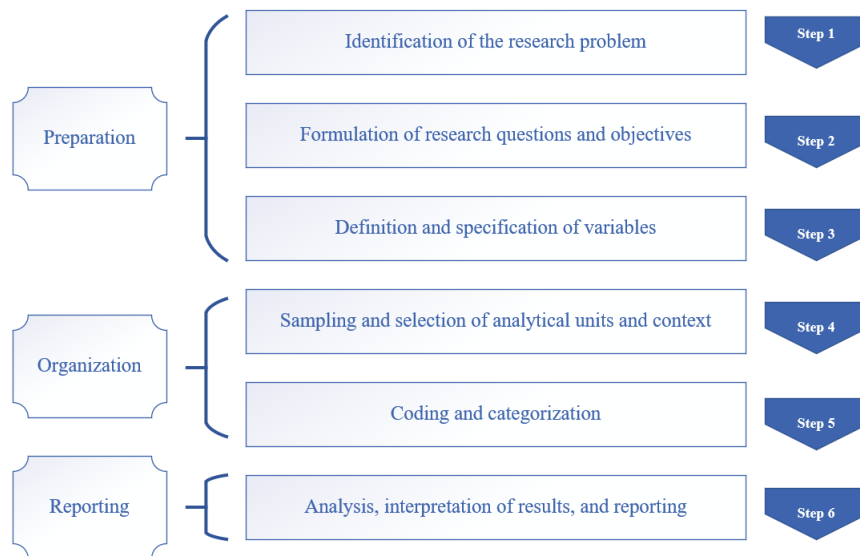 Preparation
Identification of the research problem
Step 1
Formulation of research questions and objectives
Step 2
Definition and specification of variables
Step 3
Organization
Sampling and selection of analytical units and context
Step 4
Coding and categorization
Step 5
Reporting
Analysis, interpretation of results, and reporting
Step 6